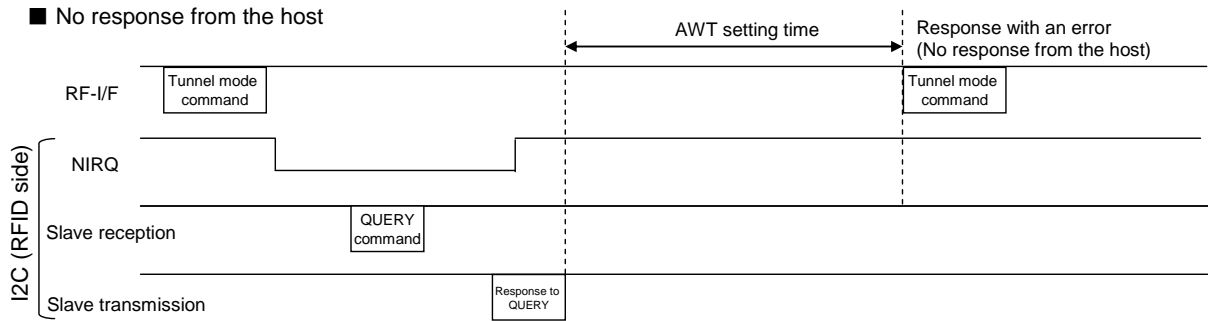 ■ No response from the host
AWT setting time
Response with an error
(No response from the host)
RF-I/F
Tunnel mode
command
Tunnel mode
command
I2C (RFID side)
NIRQ
Slave reception
QUERY
command
Slave transmission
Response to
QUERY